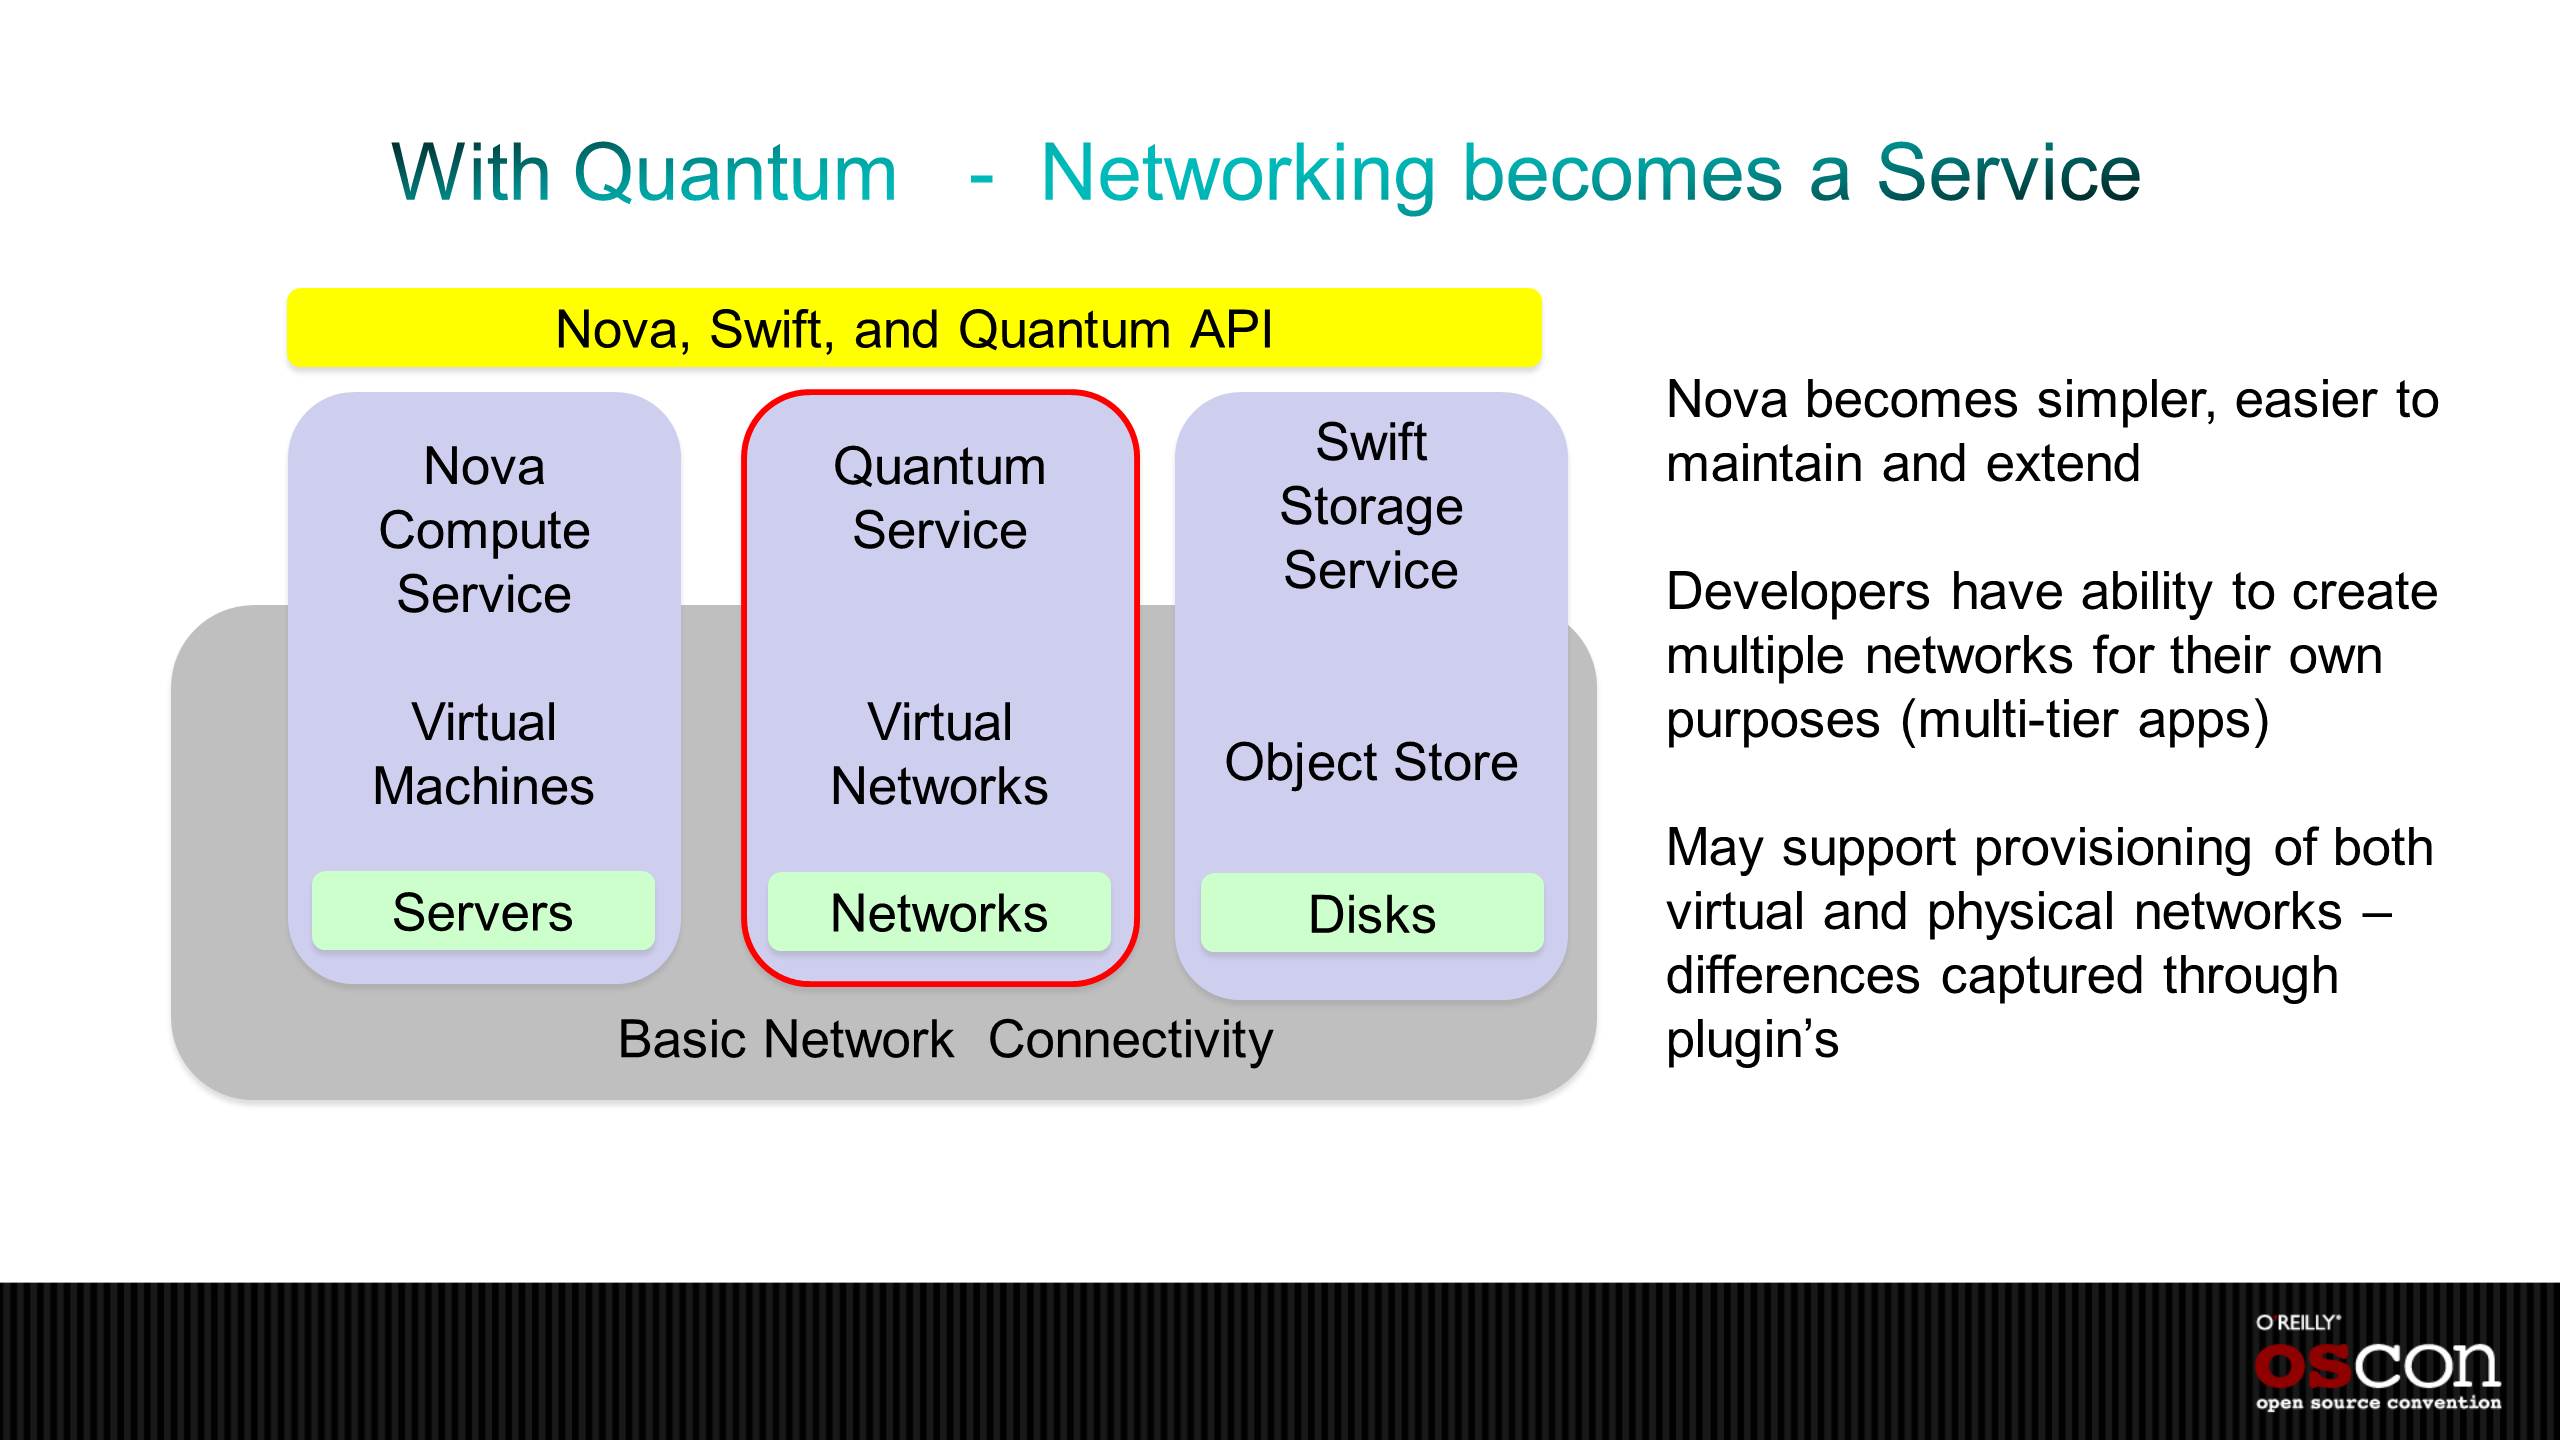 With Quantum - Networking becomes a Service
Nova, Swift, and Quantum API
Nova
Compute
Service
Virtual
Machines
Servers
Quantum
Service
Virtual
Networks
Networks
Swift
Storage
Service
Object Store
Disks
Basic Network Connectivity
Nova becomes simpler, easier to
maintain and extend
Developers have ability to create
multiple networks for their own
purposes (multi-tier apps)
May support provisioning of both
virtual and physical networks –
differences captured through
plugin’s
O'REILLY®
oscon
open source convention